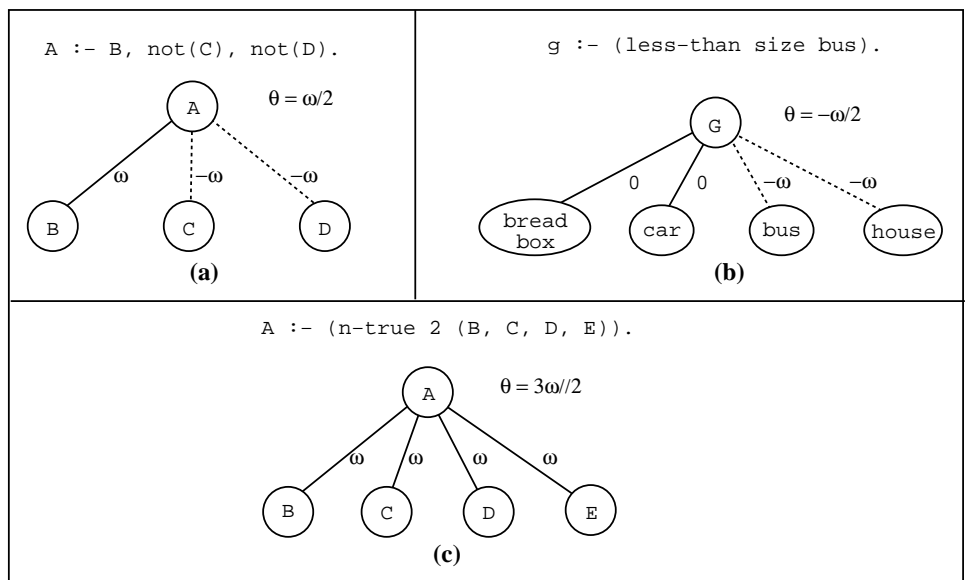 A :- B, not(C), not(D).
A
θ = ω/2
ω
−ω
−ω
B
C
D
(a)
g :- (less-than size bus).
G
θ = −ω/2
0
0
−ω
−ω
bread
box
car
bus
house
(b)
A :- (n-true 2 (B, C, D, E)).
A
θ = 3ω//2
ω
ω
ω
ω
B
C
D
E
(c)